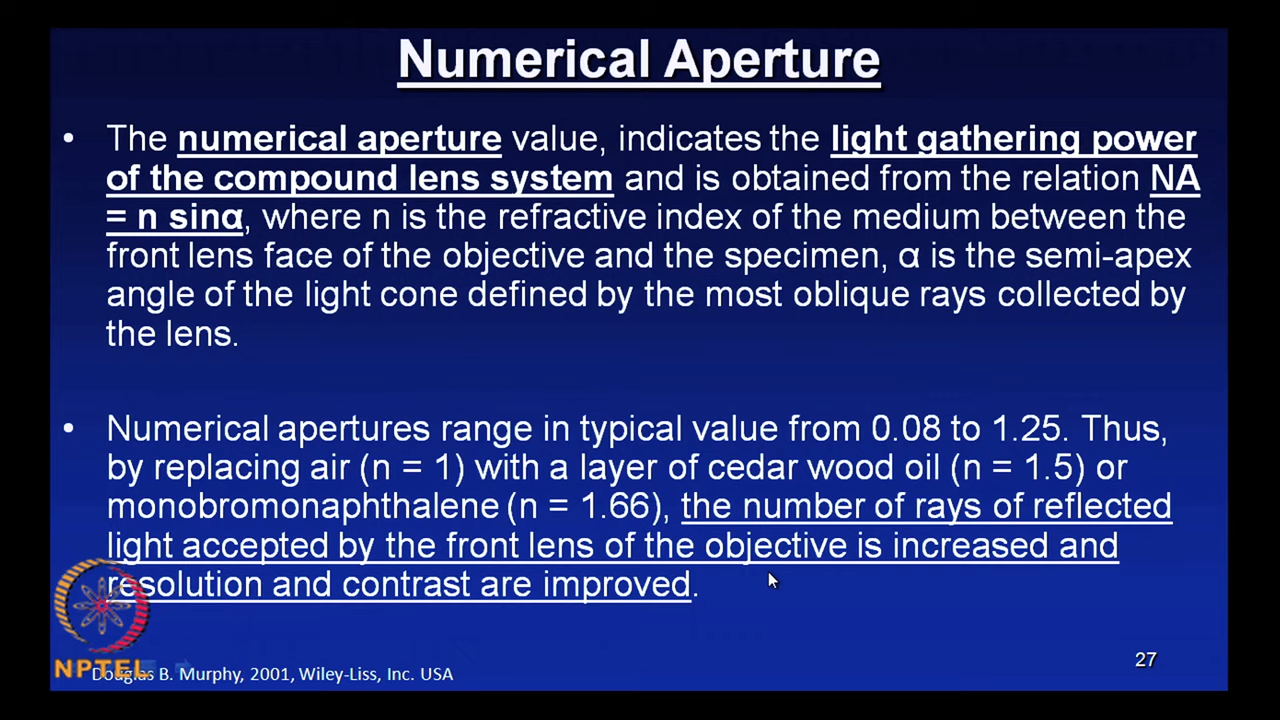 Numerical Aperture
• The numerical aperture value, indicates the light gathering power
of the compound lens system and is obtained from the relation NA
= n sinα, where n is the refractive index of the medium between the
front lens face of the objective and the specimen, α is the semi-apex
angle of the light cone defined by the most oblique rays collected by
the lens.
• Numerical apertures range in typical value from 0.08 to 1.25. Thus,
by replacing air (n = 1) with a layer of cedar wood oil (n = 1.5) or
monobromonaphthalene (n = 1.66), the number of rays of reflected
light accepted by the front lens of the objective is increased and
resolution and contrast are improved.
27
NPTEL
Douglas B. Murphy, 2001, Wiley-Liss, Inc. USA